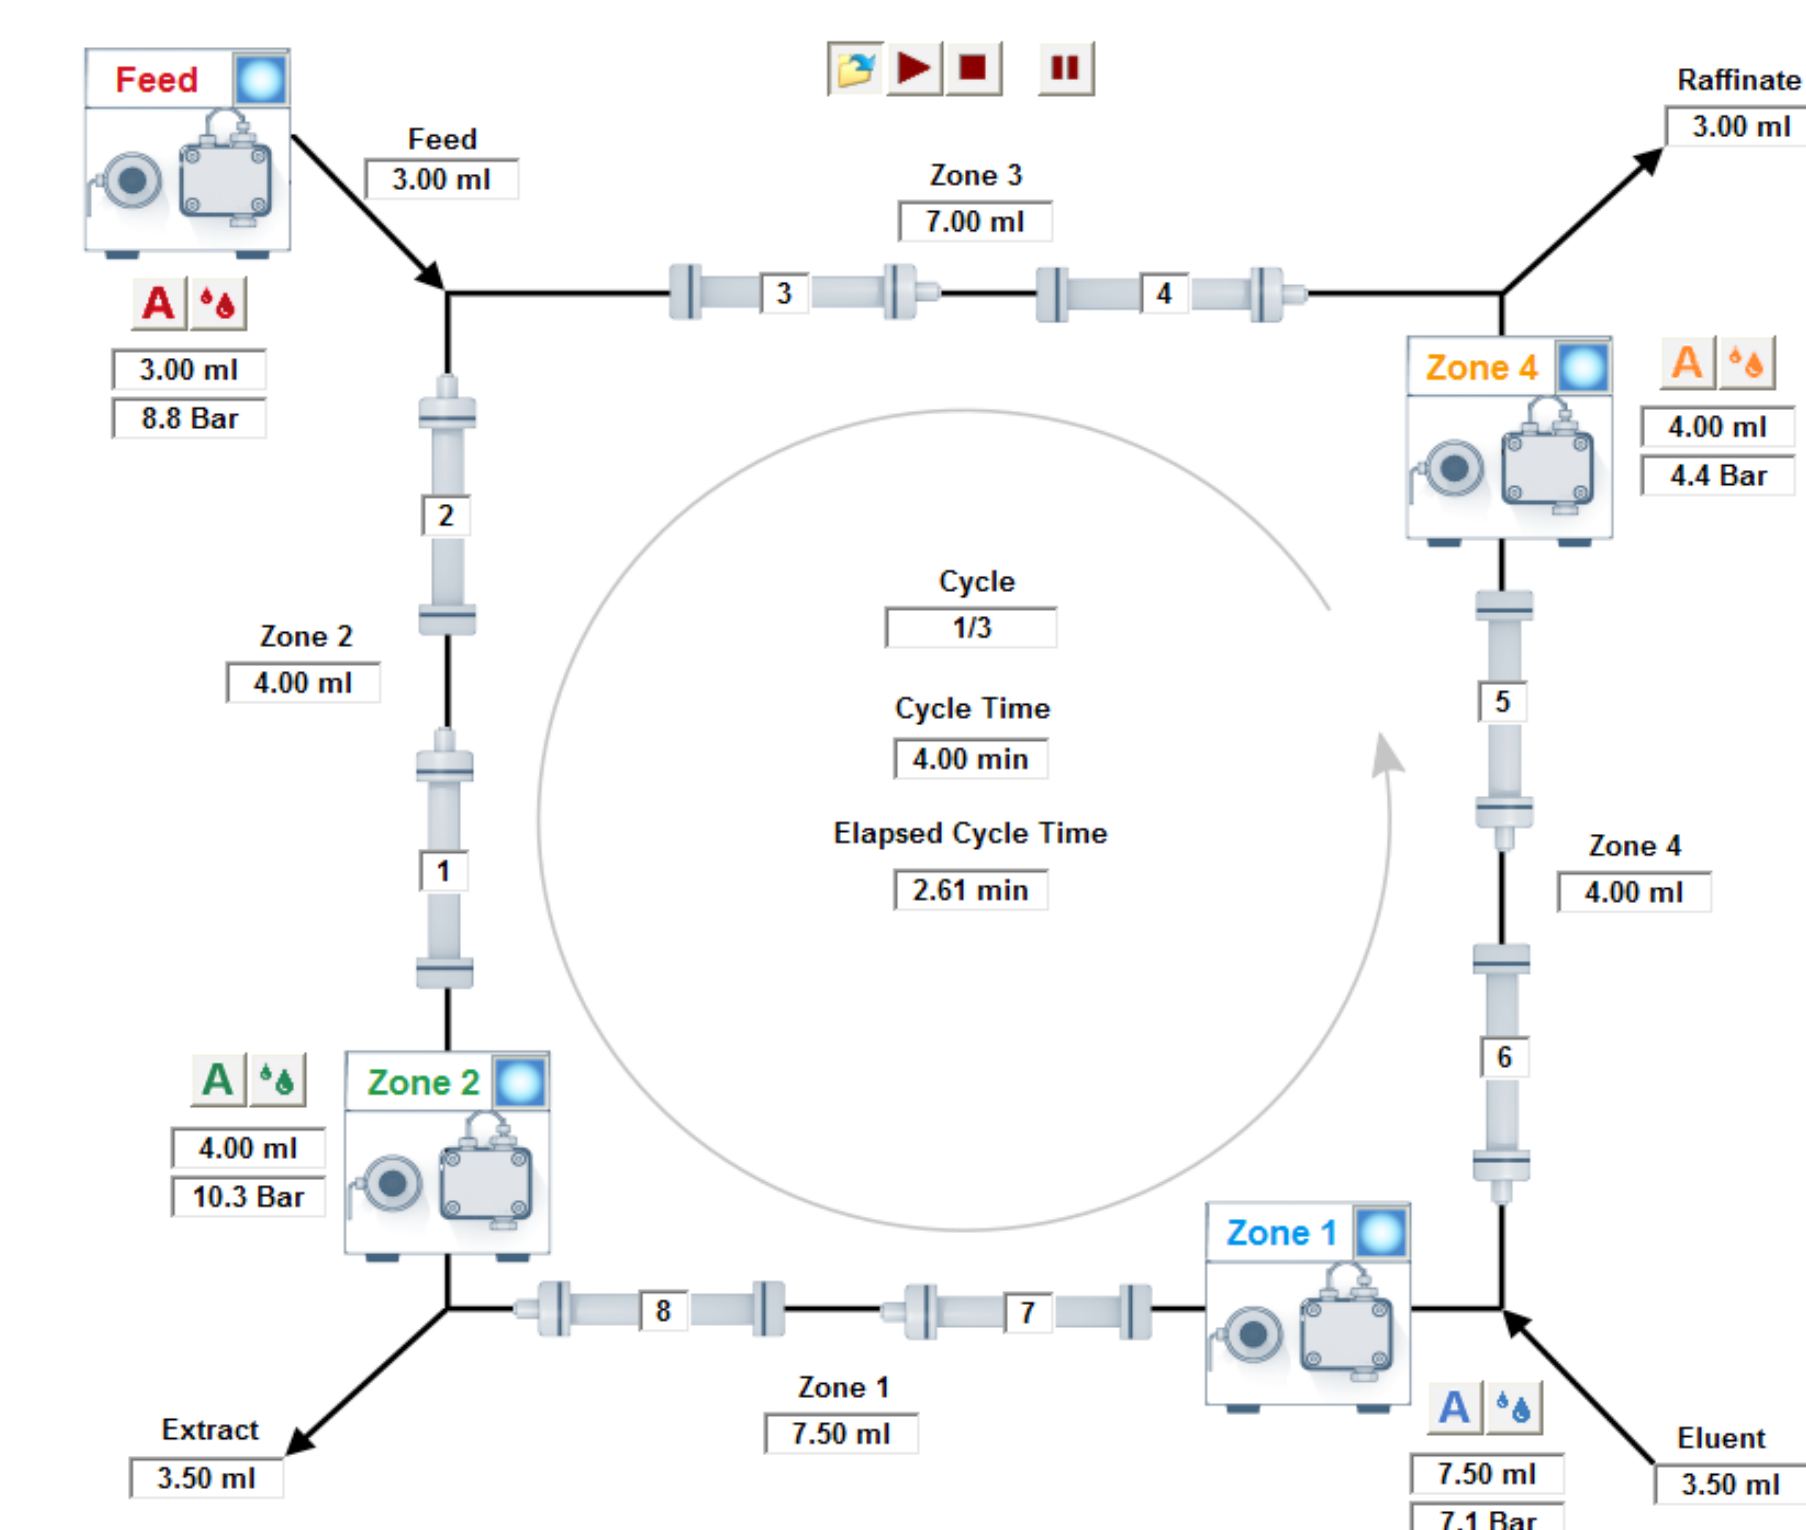 Feed
Feed
3.00 ml
A
3.00 ml
8.8 Bar
Zone 3
7.00 ml
3
4
Raffinate
3.00 ml
Zone 4
A
4.00 ml
4.4 Bar
2
Zone 2
4.00 ml
1
Cycle
1/3
Cycle Time
4.00 min
Elapsed Cycle Time
2.61 min
5
Zone 4
4.00 ml
6
Zone 2
A
4.00 ml
10.3 Bar
8
7
Zone 1
Zone 1
7.50 ml
Extract
3.50 ml
A
7.50 ml
7.1 Bar
Eluent
3.50 ml